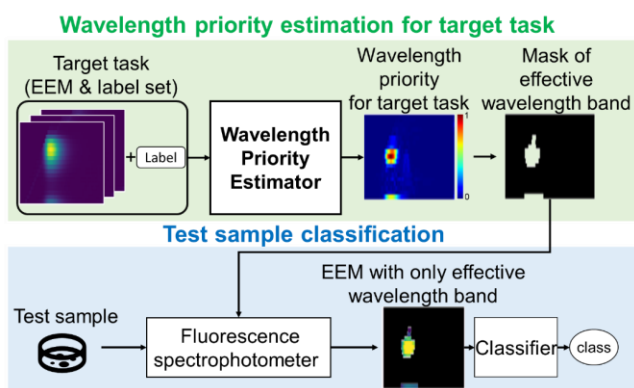 Wavelength priority estimation for target task
Target task
(EEM & label set)
+
Label
Wavelength
Priority
Estimator
Wavelength
priority
for target task
1
0
Mask of
effective
wavelength band
Test sample classification
Test sample
Fluorescence
spectrophotometer
EEM with only effective
wavelength band
Classifier
class